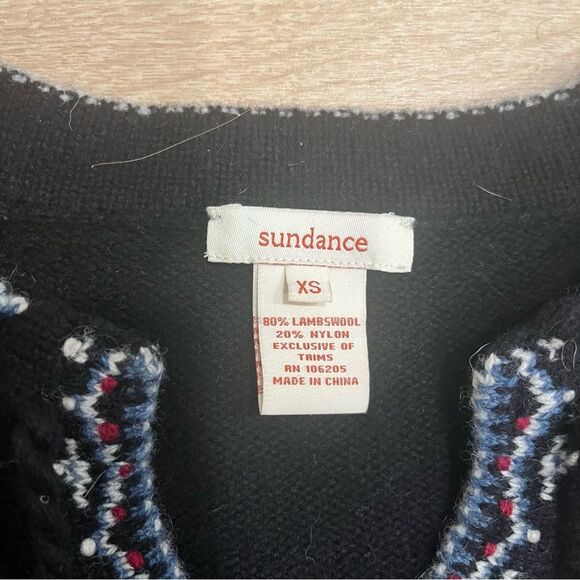 sundance
XS
80% LAMBSWOOL
20% NYLON
EXCLUSIVE OF
TRIMS
RN 106205
MADE IN CHINA